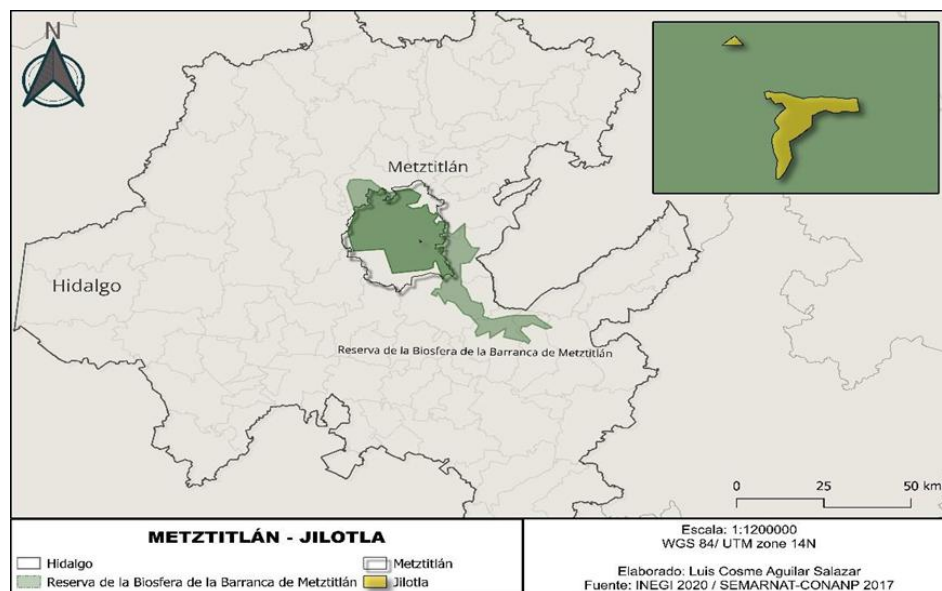 N
Metztitlán
Hidalgo
Reserva de la Biosfera de la Barranca de Metztitlán
0 25 50 km
METZTITLÁN - JILOTLA
Hidalgo
Metztitlán
Reserva de la Biosfera de la Barranca de Metztitlán
Jilotla
Escala: 1:1200000
WGS 84/ UTM zone 14N
Elaborado: Luis Cosme Aguilar Salazar
Fuente: INEGI 2020 / SEMARNAT-CONANP 2017